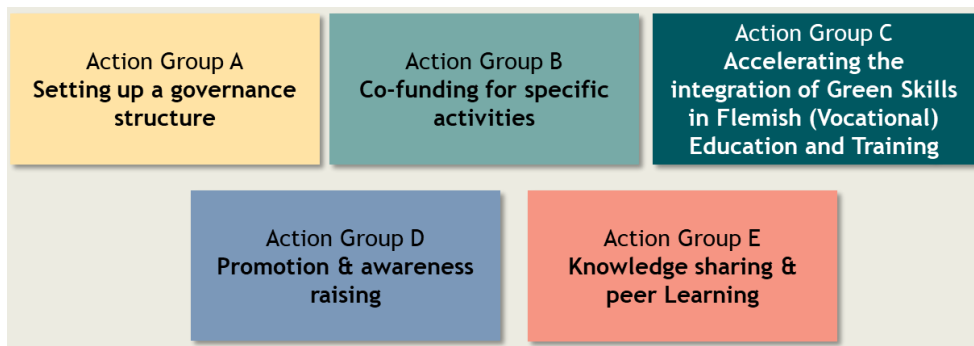 Action Group A
Setting up a governance
structure
Action Group B
Co-funding for specific
activities
Action Group C
Accelerating the
integration of Green Skills
in Flemish (Vocational)
Education and Training
Action Group D
Promotion & awareness
raising
Action Group E
Knowledge sharing &
peer Learning